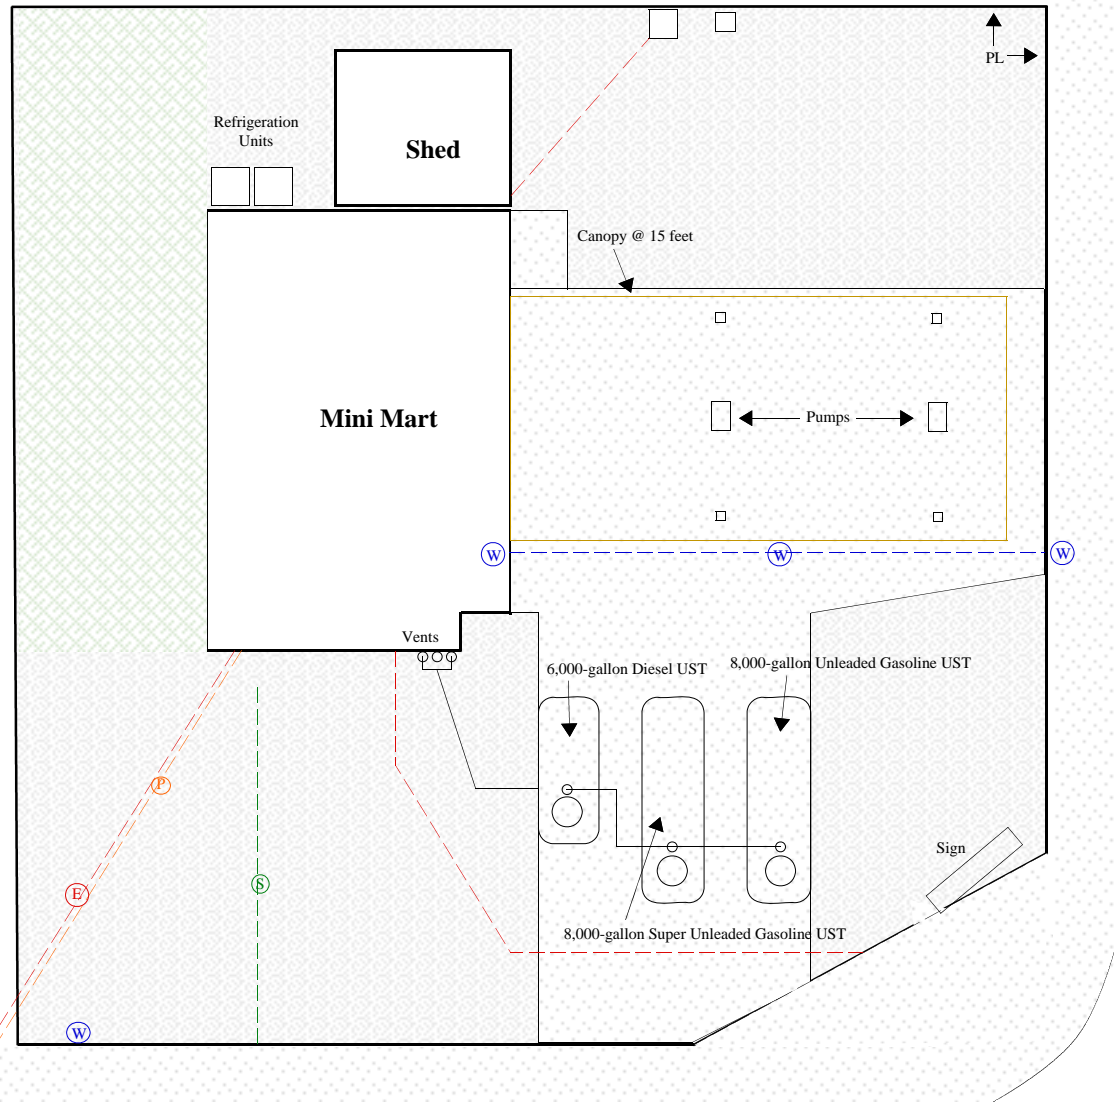 PL
Refrigeration
Units
Shed
Canopy @ 15 feet
Mini Mart
Pumps
W
W
W
Vents
6,000-gallon Diesel UST
8,000-gallon Unleaded Gasoline UST
P
Sign
E
S
8,000-gallon Super Unleaded Gasoline UST
W